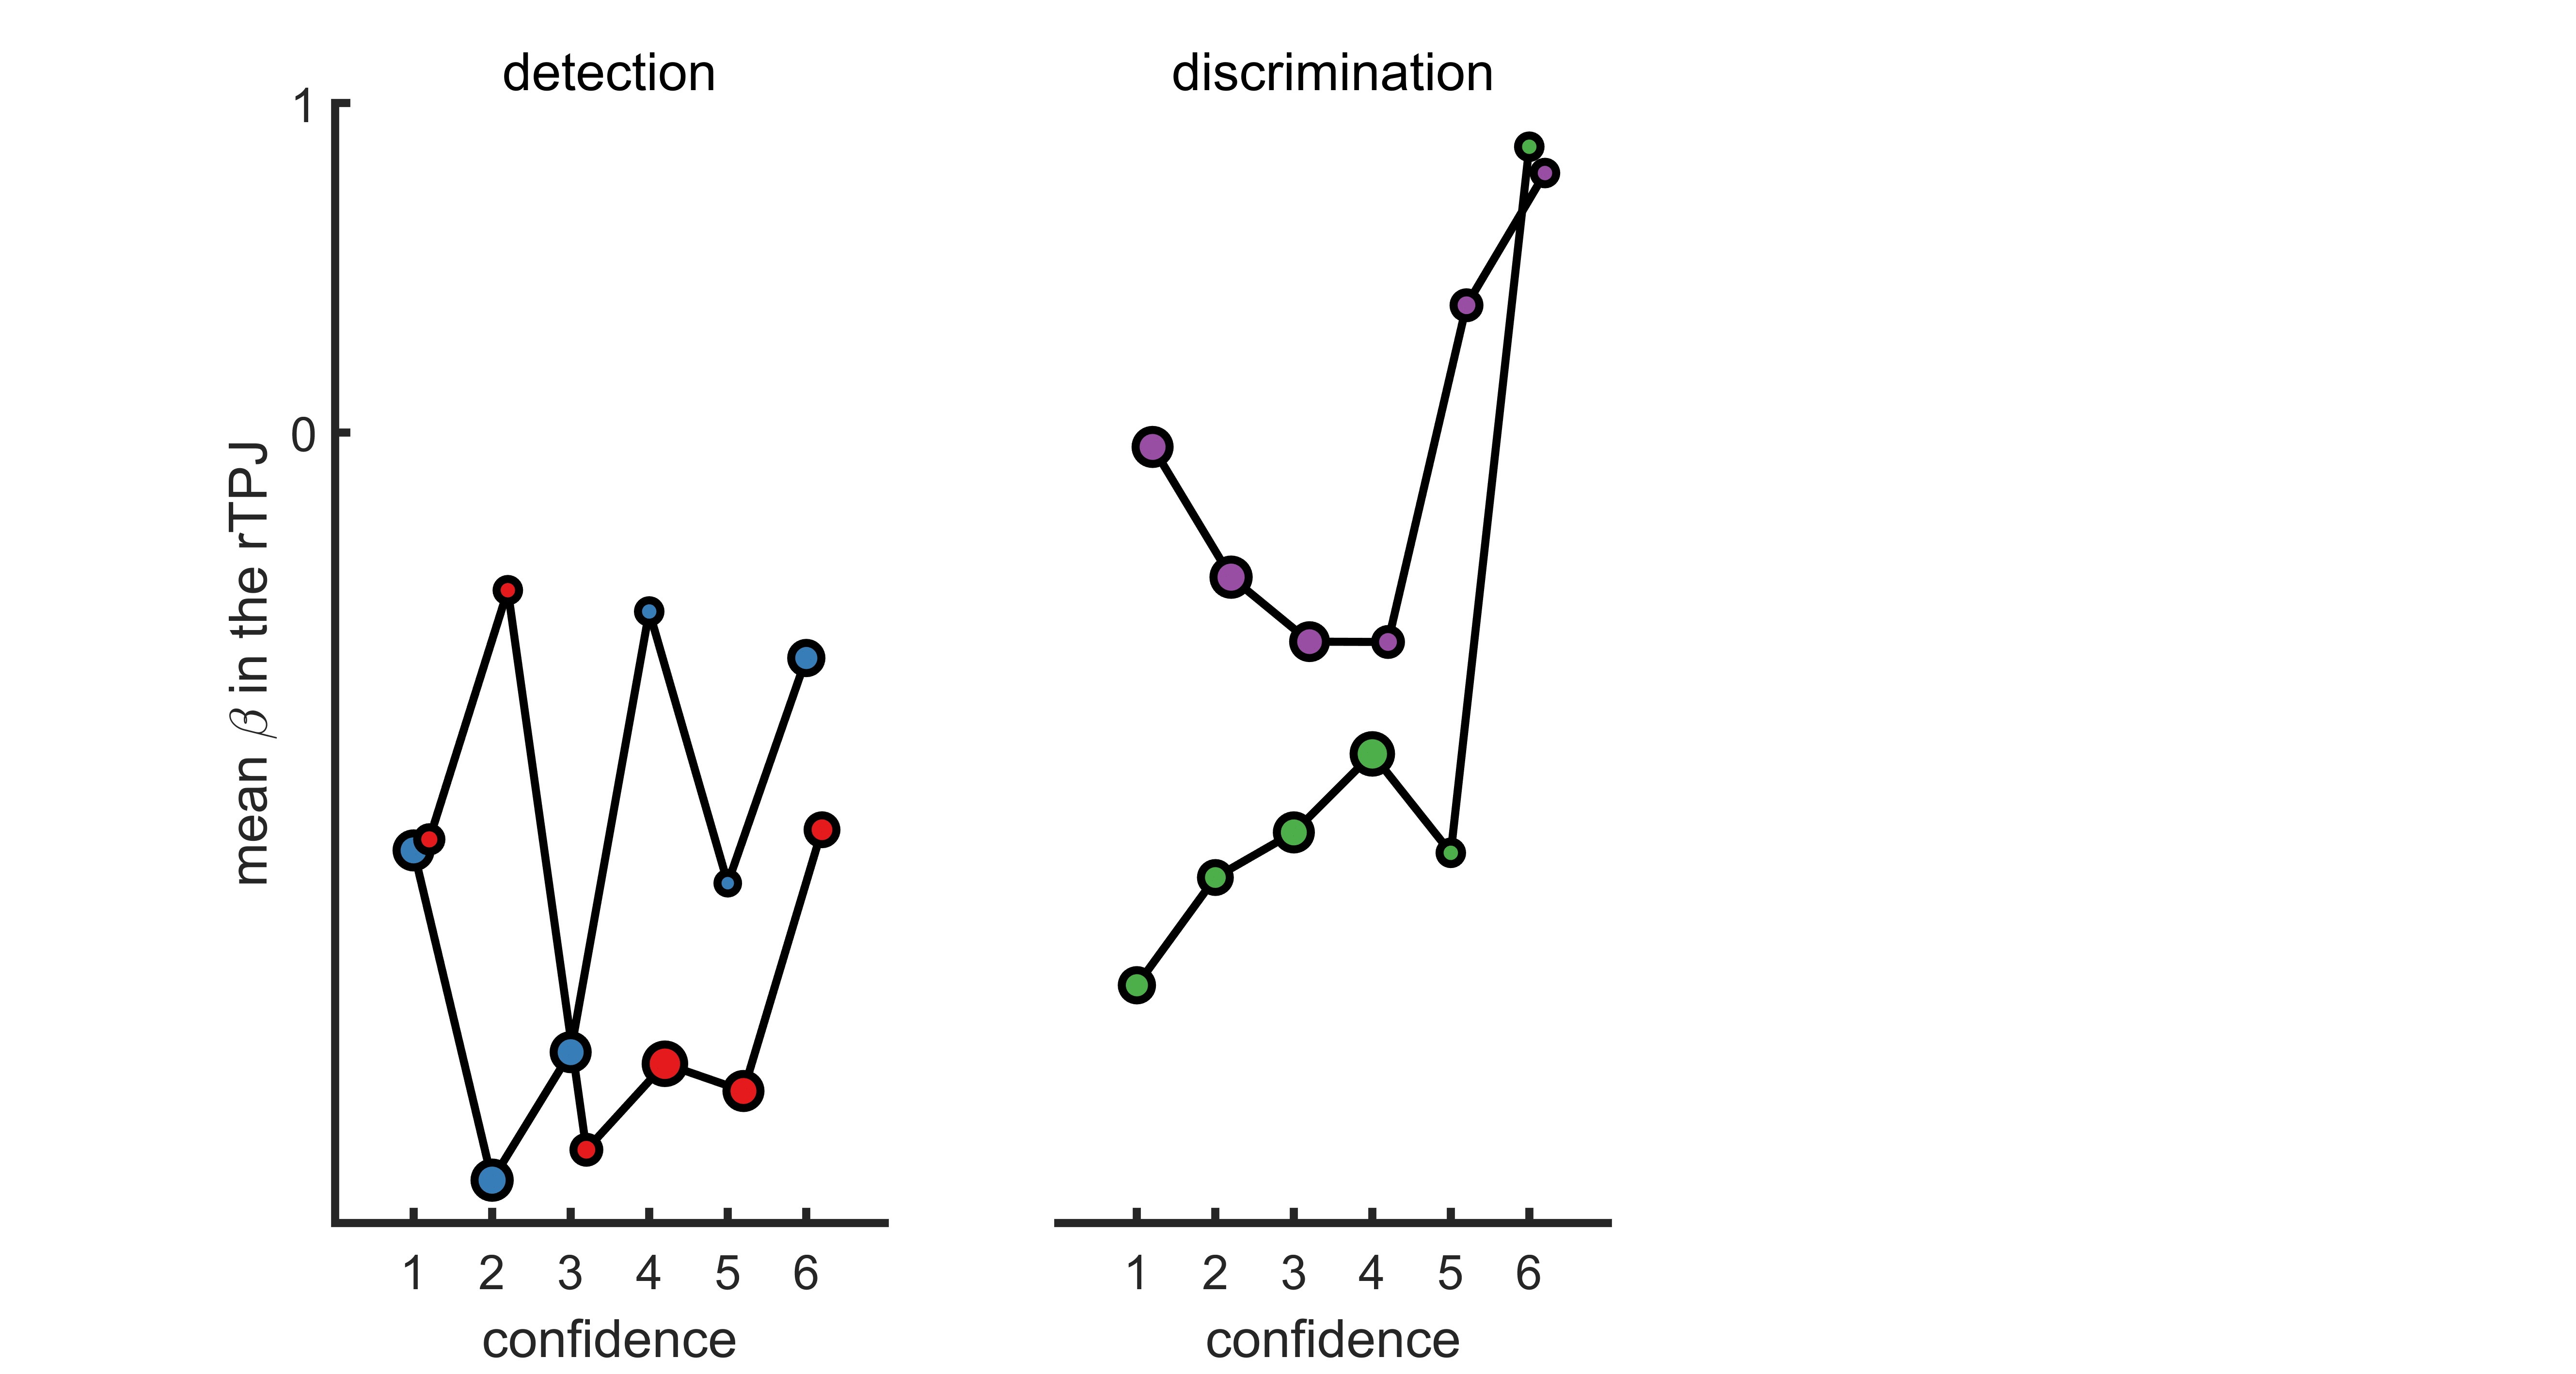 detection
discrimination
1
0
mean β in the rTPJ
1 2 3 4 5 6
1 2 3 4 5 6
confidence
confidence